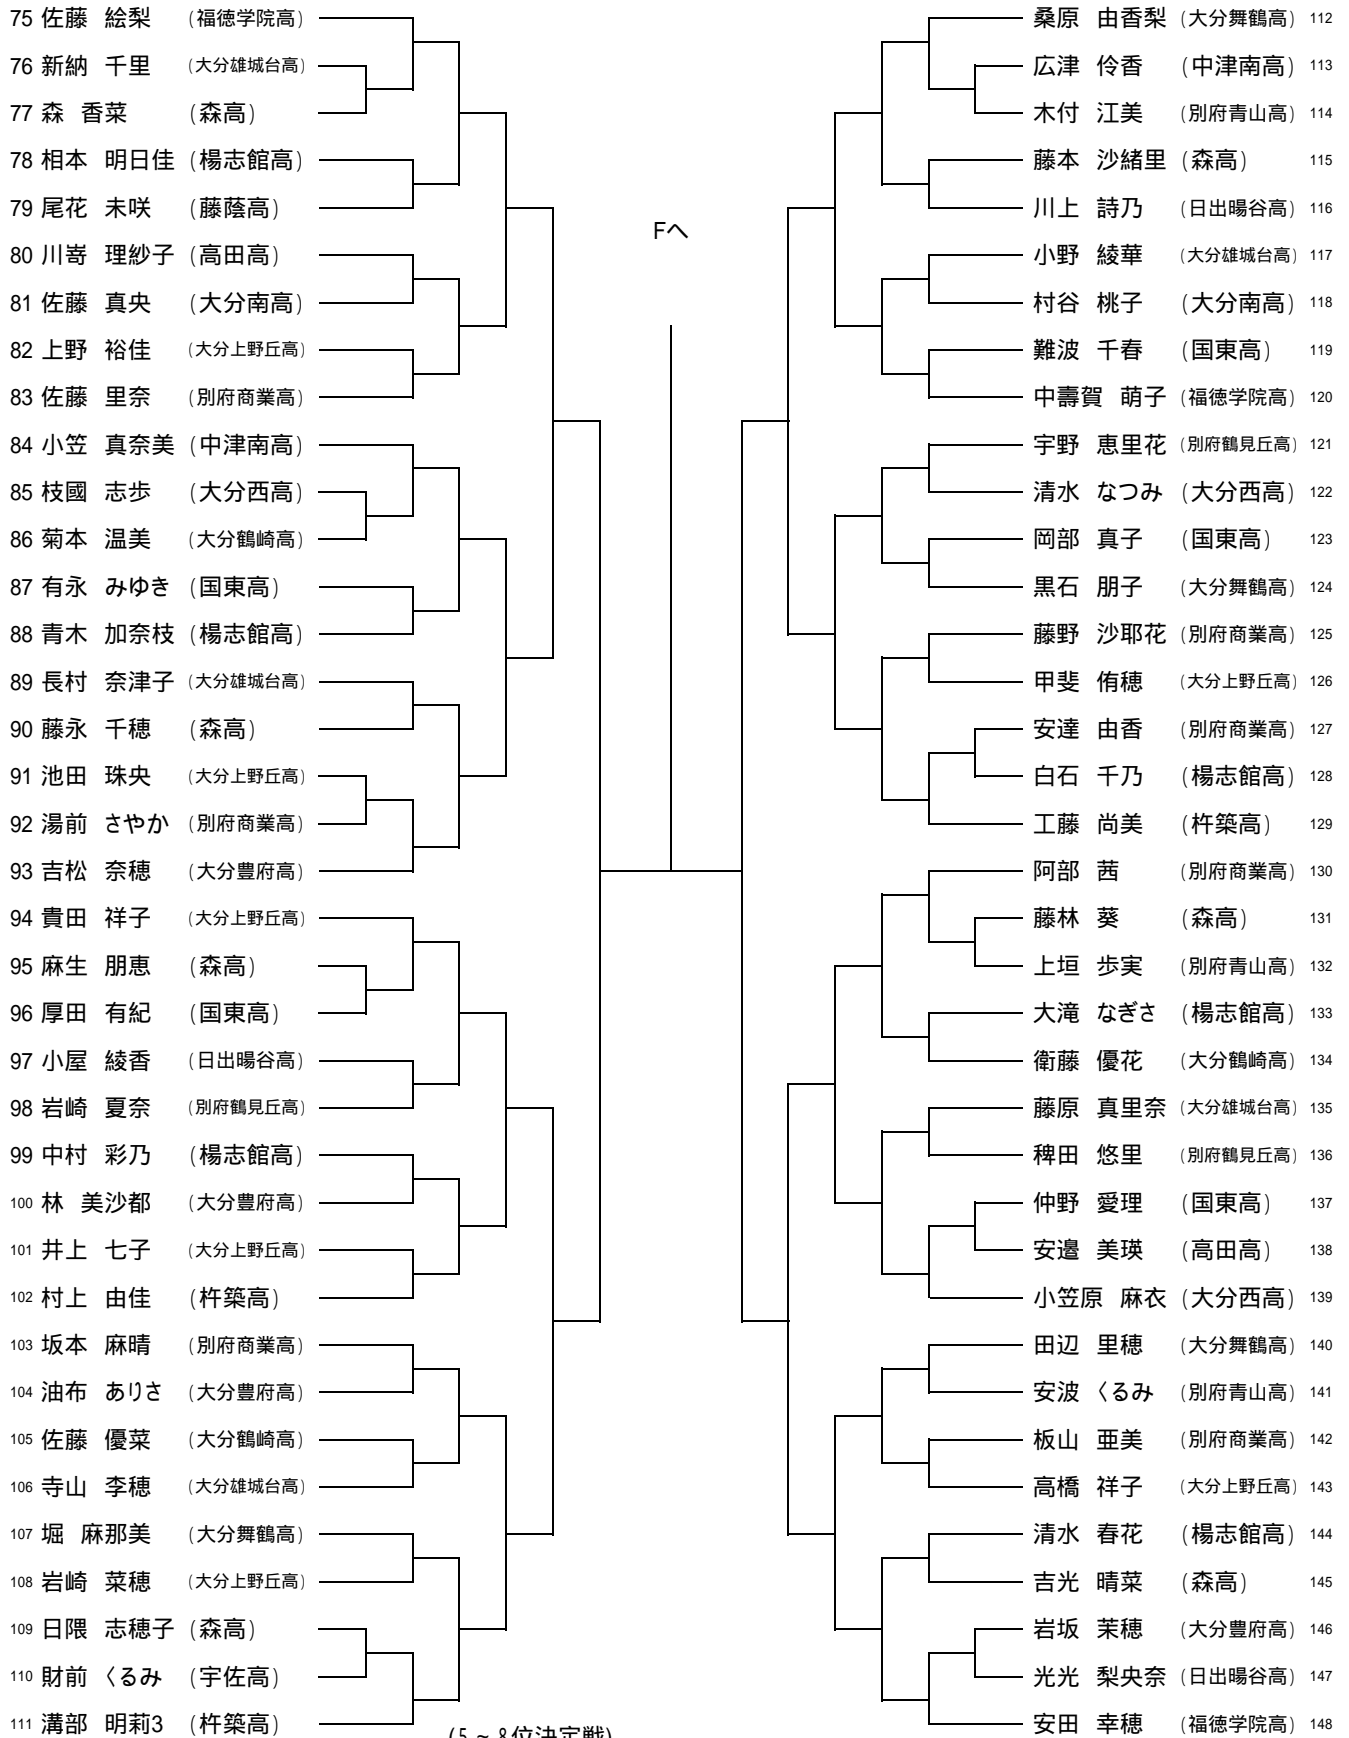 75 佐藤 絵梨 (福徳学院高)
76 新納 千里 (大分雄城台高)
77 森 香菜 (森高)
78 相本 明日佳 (楊志館高)
79 尾花 未咲 (藤蔭高)
80 川嵜 理紗子 (高田高)
81 佐藤 真央 (大分南高)
82 上野 裕佳 (大分上野丘高)
83 佐藤 里奈 (別府商業高)
84 小笠 真奈美 (中津南高)
85 枝國 志歩 (大分西高)
86 菊本 温美 (大分鶴崎高)
87 有永 みゆき (国東高)
88 青木 加奈枝 (楊志館高)
89 長村 奈津子 (大分雄城台高)
90 藤永 千穂 (森高)
91 池田 珠央 (大分上野丘高)
92 湯前 さやか (別府商業高)
93 吉松 奈穂 (大分豊府高)
94 貴田 祥子 (大分上野丘高)
95 麻生 朋恵 (森高)
96 厚田 有紀 (国東高)
97 小屋 綾香 (日出暘谷高)
98 岩崎 夏奈 (別府鶴見丘高)
99 中村 彩乃 (楊志館高)
100 林 美沙都 (大分豊府高)
101 井上 七子 (大分上野丘高)
102 村上 由佳 (杵築高)
103 坂本 麻晴 (別府商業高)
104 油布 ありさ (大分豊府高)
105 佐藤 優菜 (大分鶴崎高)
106 寺山 李穂 (大分雄城台高)
107 堀 麻那美 (大分舞鶴高)
108 岩崎 菜穂 (大分上野丘高)
109 日隈 志穂子 (森高)
110 財前 くるみ (宇佐高)
111 溝部 明莉3 (杵築高)
Fへ
(5～8位決定戦)
桑原 由香梨 (大分舞鶴高) 112
広津 伶香 (中津南高) 113
木付 江美 (別府青山高) 114
藤本 沙緒里 (森高) 115
川上 詩乃 (日出暘谷高) 116
小野 綾華 (大分雄城台高) 117
村谷 桃子 (大分南高) 118
難波 千春 (国東高) 119
中壽賀 萌子 (福徳学院高) 120
宇野 恵里花 (別府鶴見丘高) 121
清水 なつみ (大分西高) 122
岡部 真子 (国東高) 123
黒石 朋子 (大分舞鶴高) 124
藤野 沙耶花 (別府商業高) 125
甲斐 侑穂 (大分上野丘高) 126
安達 由香 (別府商業高) 127
白石 千乃 (楊志館高) 128
工藤 尚美 (杵築高) 129
阿部 茜 (別府商業高) 130
藤林 葵 (森高) 131
上垣 歩実 (別府青山高) 132
大滝 なぎさ (楊志館高) 133
衛藤 優花 (大分鶴崎高) 134
藤原 真里奈 (大分雄城台高) 135
稗田 悠里 (別府鶴見丘高) 136
仲野 愛理 (国東高) 137
安邉 美瑛 (高田高) 138
小笠原 麻衣 (大分西高) 139
田辺 里穂 (大分舞鶴高) 140
安波 くるみ (別府青山高) 141
板山 亜美 (別府商業高) 142
高橋 祥子 (大分上野丘高) 143
清水 春花 (楊志館高) 144
吉光 晴菜 (森高) 145
岩坂 茉穂 (大分豊府高) 146
光光 梨央奈 (日出暘谷高) 147
安田 幸穂 (福徳学院高) 148